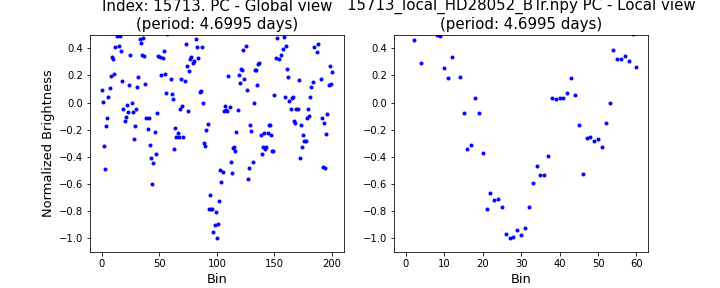 Index: 15713. PC - Global view
(period: 4.6995 days)
15713_local_HD28052_BTr.npy PC - Local view
(period: 4.6995 days)
Normalized Brightness
0.4
0.2
0.0
−0.2
−0.4
−0.6
−0.8
−1.0
0 50 100 150 200
Bin
0.4
0.2
0.0
−0.2
−0.4
−0.6
−0.8
−1.0
0 10 20 30 40 50 60
Bin